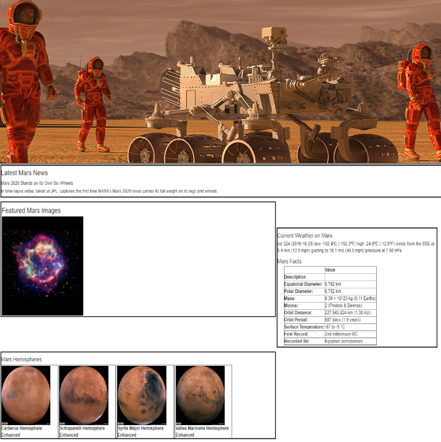 Latest Mars News
Mars 2020 Stands on Its Own Six Wheels
In time-lapse video, taken at JPL, captures the first time NASA's Mars 2020 rover carries its full weight on its legs and wheels.
Featured Mars Images
Current Weather on Mars
sol 324 (2019-10-25) low -102.4ºC (-152.3ºF) high -24.8ºC (-12.6ºF) winds from the SSE at
5.4 m/s (12.0 mph) gusting to 18.1 m/s (40.5 mph) pressure at 7.00 hPa
Mars Facts
Value
Description
Equatorial Diameter: 6,792 km
Polar Diameter: 6,752 km
Mass: 6.39 × 10^23 kg (0.11 Earths)
Moons: 2 (Phobos & Deimos)
Orbit Distance: 227,943,824 km (1.38 AU)
Orbit Period: 687 days (1.9 years)
Surface Temperature: -87 to -5 °C
First Record: 2nd millennium BC
Recorded By: Egyptian astronomers
Mars Hemispheres
Cerberus Hemisphere Schiaparelli Hemisphere Syrtis Major Hemisphere Valles Marineris Hemisphere
Enhanced Enhanced Enhanced Enhanced